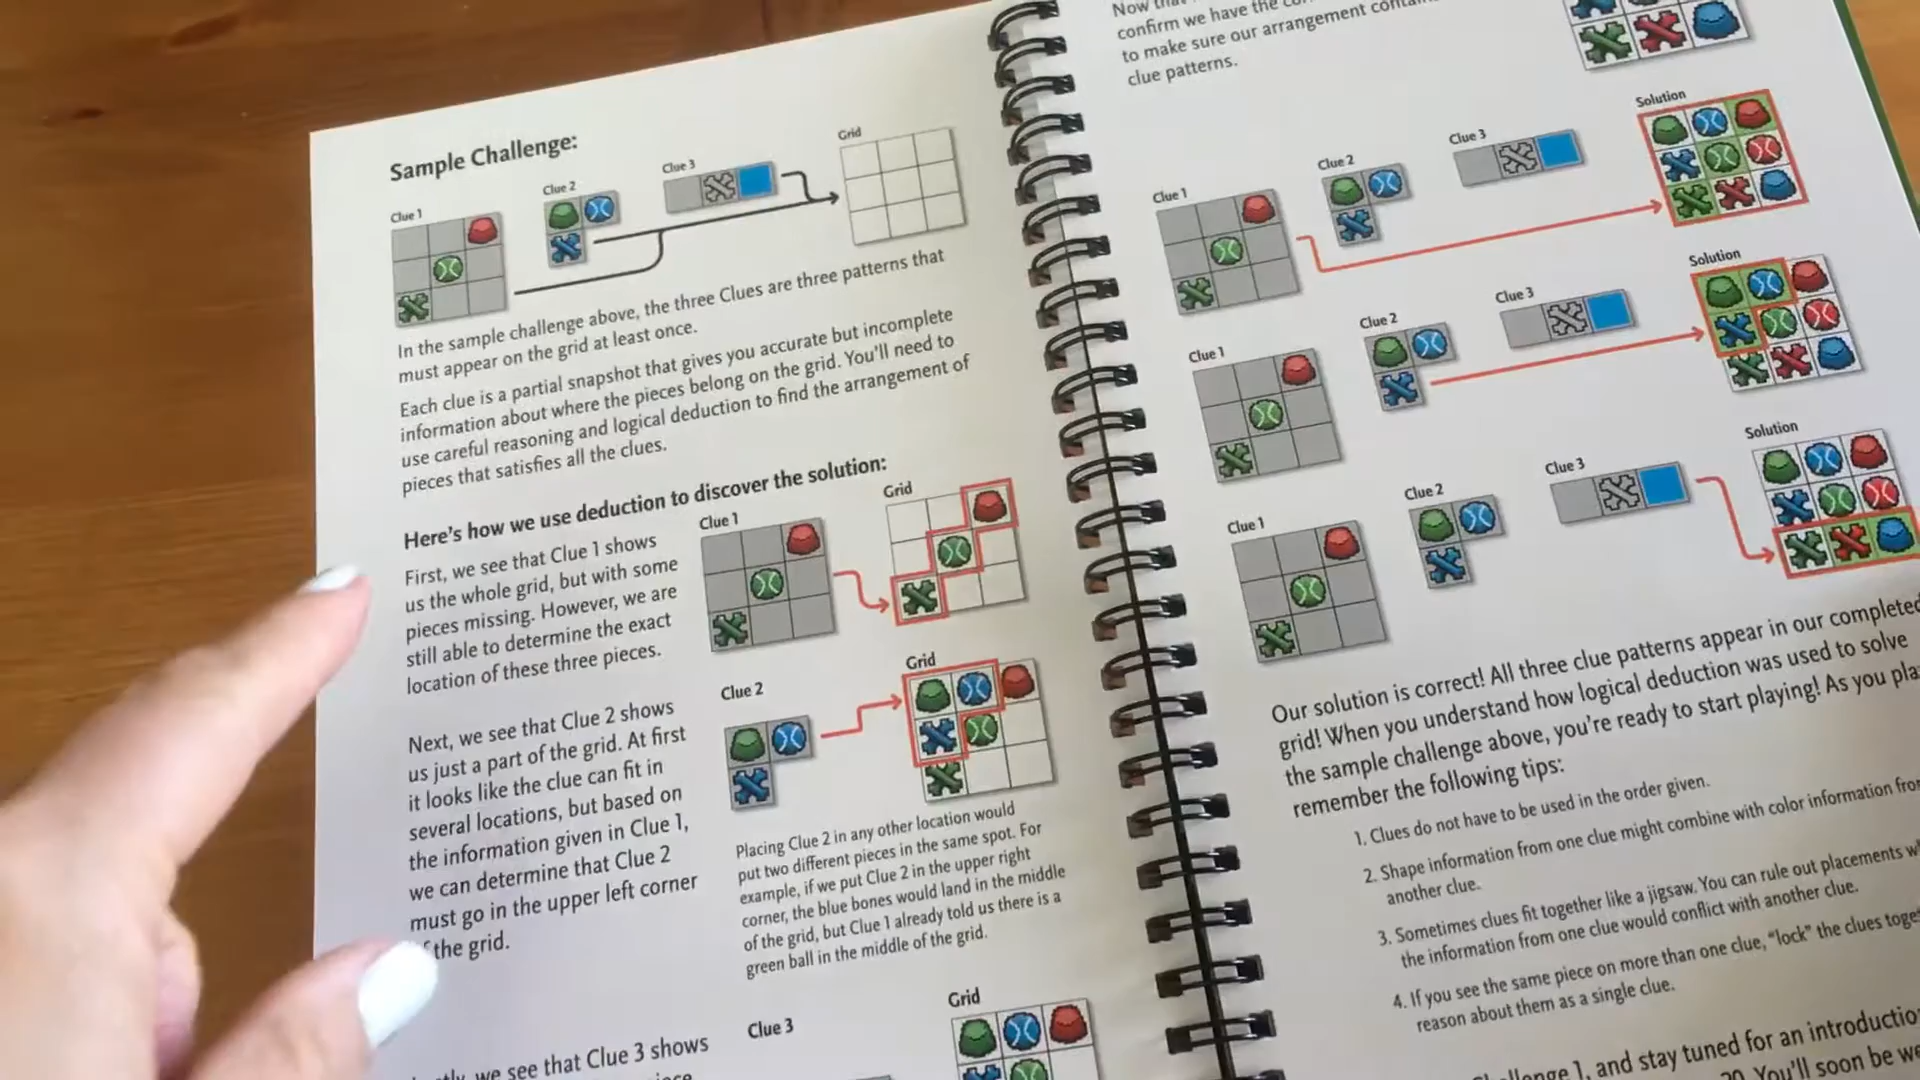 Sample Challenge:
Clue 1
Clue 2
Clue 3
Grid
In the sample challenge above, the three Clues are three patterns that
must appear on the grid at least once.
Each clue is a partial snapshot that gives you accurate but incomplete
information about where the pieces belong on the grid. You'll need to
use careful reasoning and logical deduction to find the arrangement of
pieces that satisfies all the clues.
Here's how we use deduction to discover the solution:
First, we see that Clue 1 shows
us the whole grid, but with some
pieces missing. However, we are
still able to determine the exact
location of these three pieces.
Clue 1
Grid
Next, we see that Clue 2 shows
us just a part of the grid. At first
it looks like the clue can fit in
several locations, but based on
the information given in Clue 1,
we can determine that Clue 2
must go in the upper left corner
of the grid.
Clue 2
Grid
Placing Clue 2 in any other location would
put two different pieces in the same spot. For
example, if we put Clue 2 in the upper right
corner, the blue bones would land in the middle
of the grid, but Clue 1 already told us there is a
green ball in the middle of the grid.
we see that Clue 3 shows
Clue 3
Grid
Now
confirm we have the
to make sure our arrangement
clue patterns.
Clue 1
Clue 2
Clue 3
Solution
Clue 1
Clue 2
Clue 3
Solution
Clue 1
Clue 2
Clue 3
Solution
Our solution is correct! All three clue patterns appear in our completed
grid! When you understand how logical deduction was used to solve
the sample challenge above, you're ready to start playing! As you
remember the following tips:
1. Clues do not have to be used in the order given.
2. Shape information from one clue might combine with color information
another clue.
3. Sometimes clues fit together like a jigsaw. You can rule out placements
the information from one clue would conflict with another clue.
4. If you see the same piece on more than one clue, "lock" the clues
reason about them as a single clue.
1, and stay tuned for an
You'll soon be